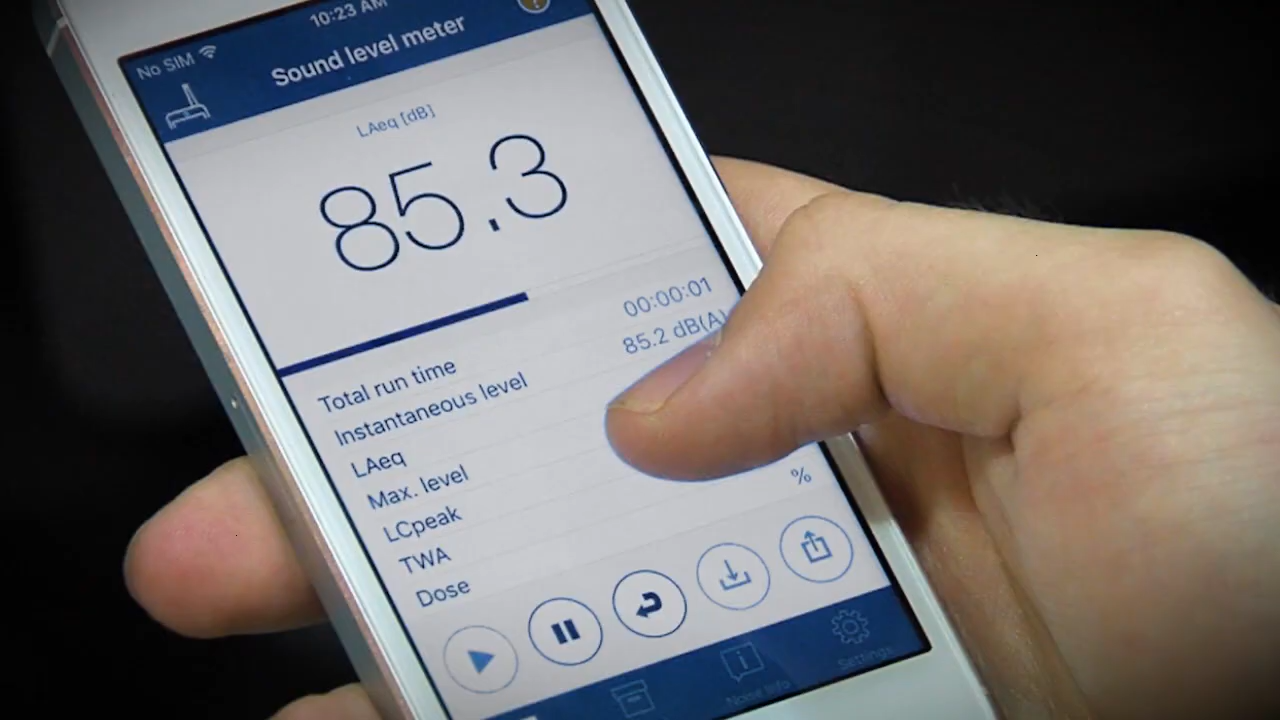 No SIM 10:23 AM
Sound level meter
LAeq [dB]
85.3
Total run time 00:00:01
Instantaneous level 85.2 dB(A)
LAeq
Max. level
LCpeak
TWA
Dose %
Noise Info
Settings